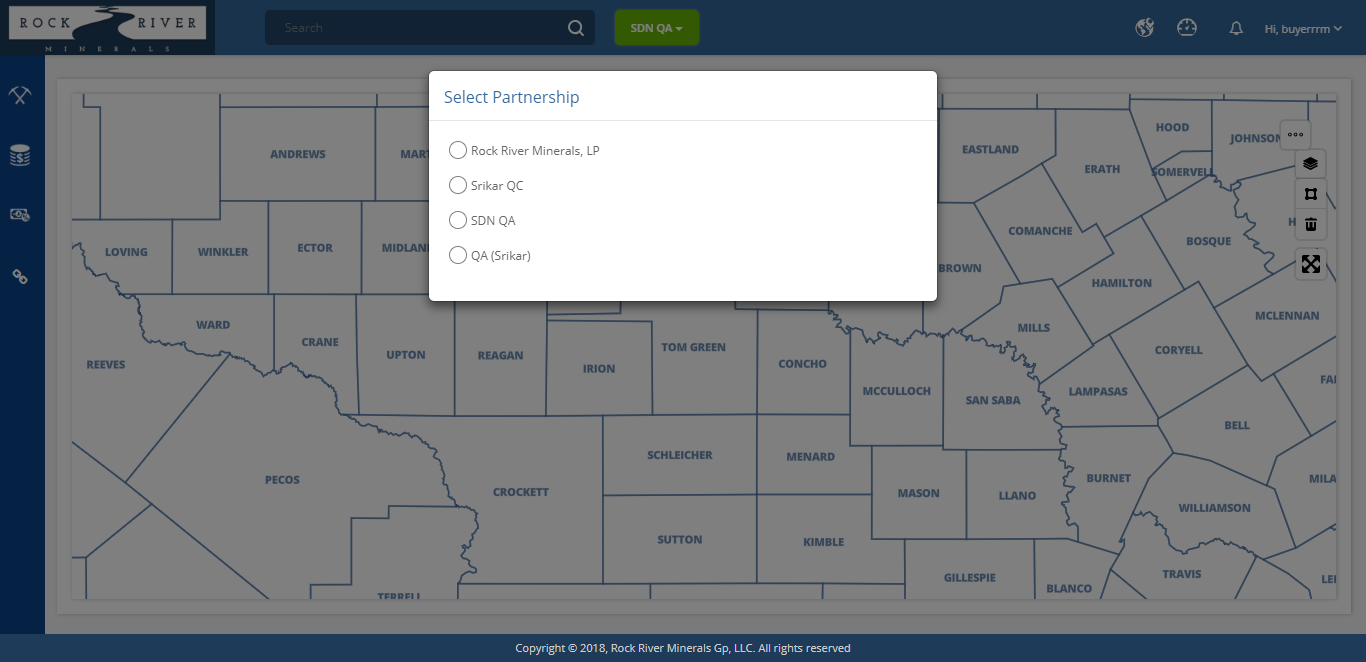 ROCK RIVER
MINERALS
Search
SDN QA
Hi, buyerrrm
Select Partnership
Rock River Minerals, LP
Srikar QC
SDN QA
QA (Srikar)
ANDREWS
MART
EASTLAND
HOOD
JOHNSON
ERATH
SOMERVELL
LOVING
WINKLER
ECTOR
MIDLAN
BROWN
COMANCHE
BOSQUE
H
HAMILTON
WARD
CRANE
UPTON
REAGAN
IRION
TOM GREEN
CONCHO
MILLS
MCLENNAN
REEVES
CORYELL
MCCULLOCH
SAN SABA
LAMPASAS
FAL
BELL
PECOS
CROCKETT
SCHLEICHER
MENARD
MASON
LLANO
BURNET
MILA
WILLIAMSON
SUTTON
KIMBLE
GILLESPIE
BLANCO
TRAVIS
LEE
TERRELL
Copyright © 2018, Rock River Minerals Gp, LLC. All rights reserved